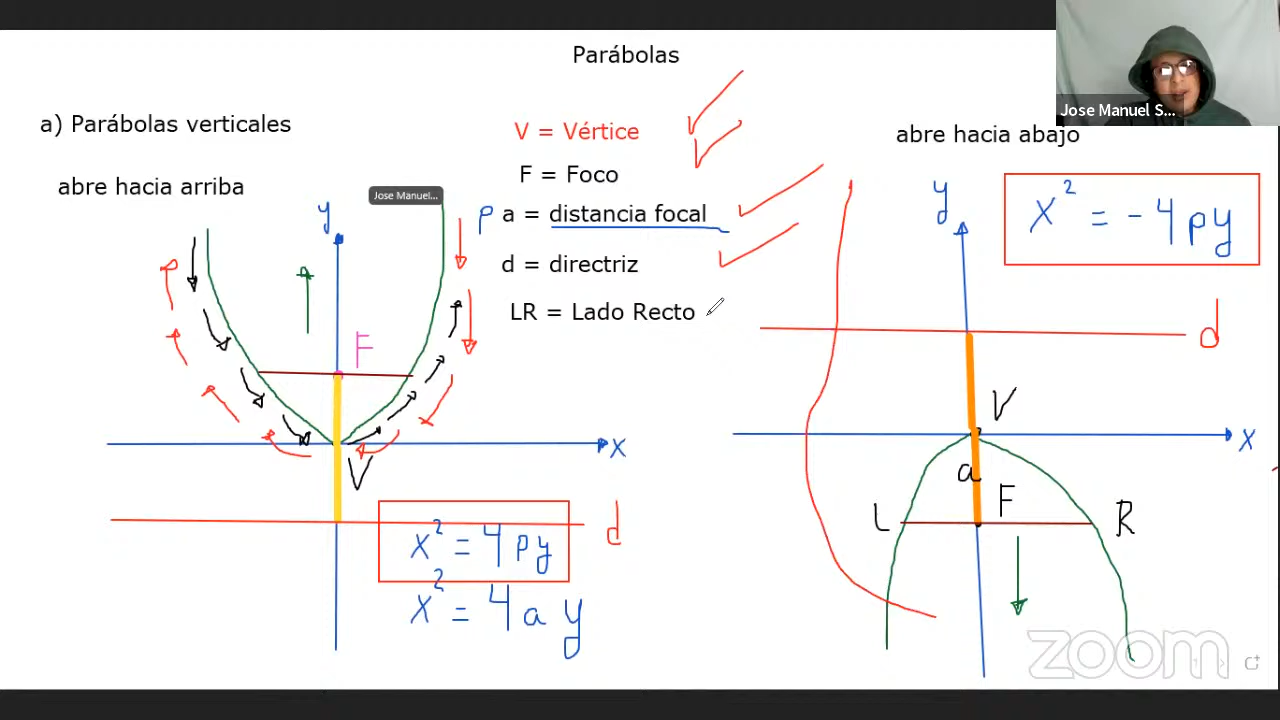 Parábolas
Jose Manuel S...
a) Parábolas verticales
V = Vértice
abre hacia abajo
abre hacia arriba
F = Foco
Jose Manuel...
p a = distancia focal
y
y
x² = -4py
d = directriz
LR = Lado Recto
d
F
V
x
x
V
a
F
L
R
d
x² = 4py
x² = 4ay
zoom